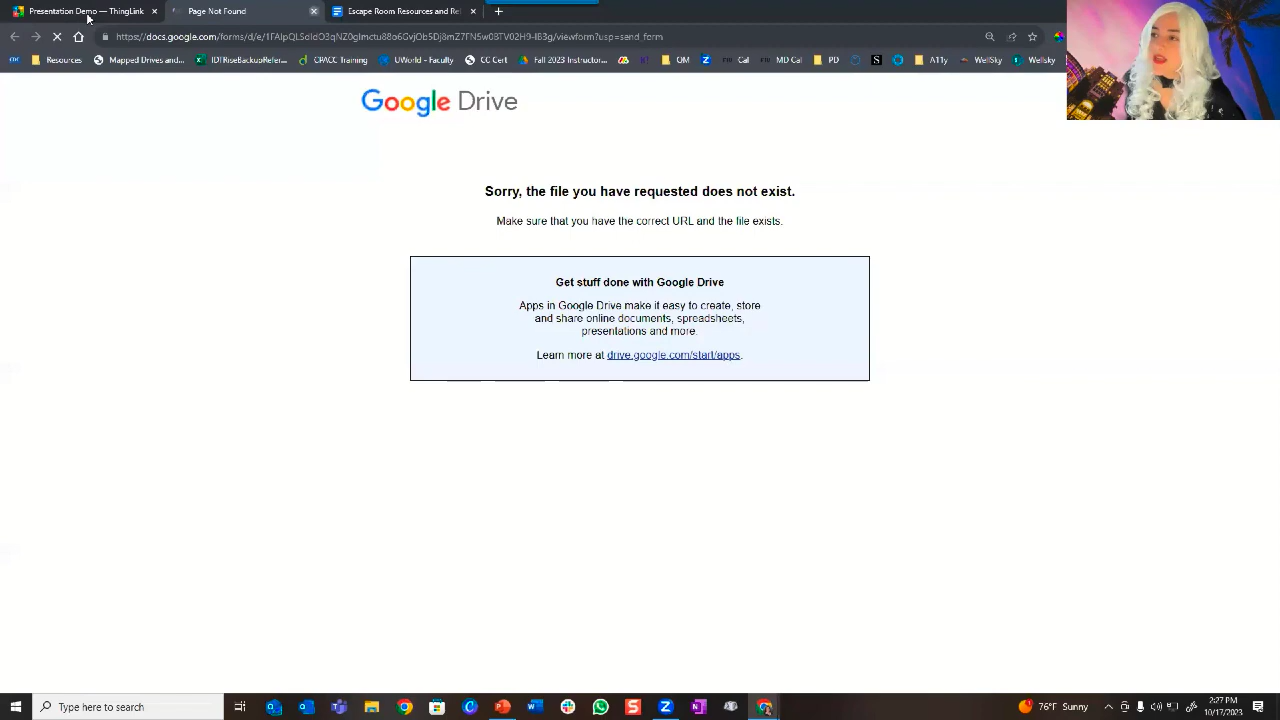 Presentation Demo — ThingLink
Page Not Found
Escape Room Resources and Re
Resources
Mapped Drives and...
IDTRiseBackupRefer...
CPACC Training
UWorld - Faculty
CC Cert
Fall 2023 Instructor...
QM
Cal
MD Cal
PD
A11y
WellSky
Wellsky
Google Drive
Sorry, the file you have requested does not exist.
Make sure that you have the correct URL and the file exists.
Get stuff done with Google Drive
Apps in Google Drive make it easy to create, store
and share online documents, spreadsheets,
presentations and more.
Learn more at drive.google.com/start/apps.
Type here to search
76°F Sunny
2:27 PM
10/17/2023